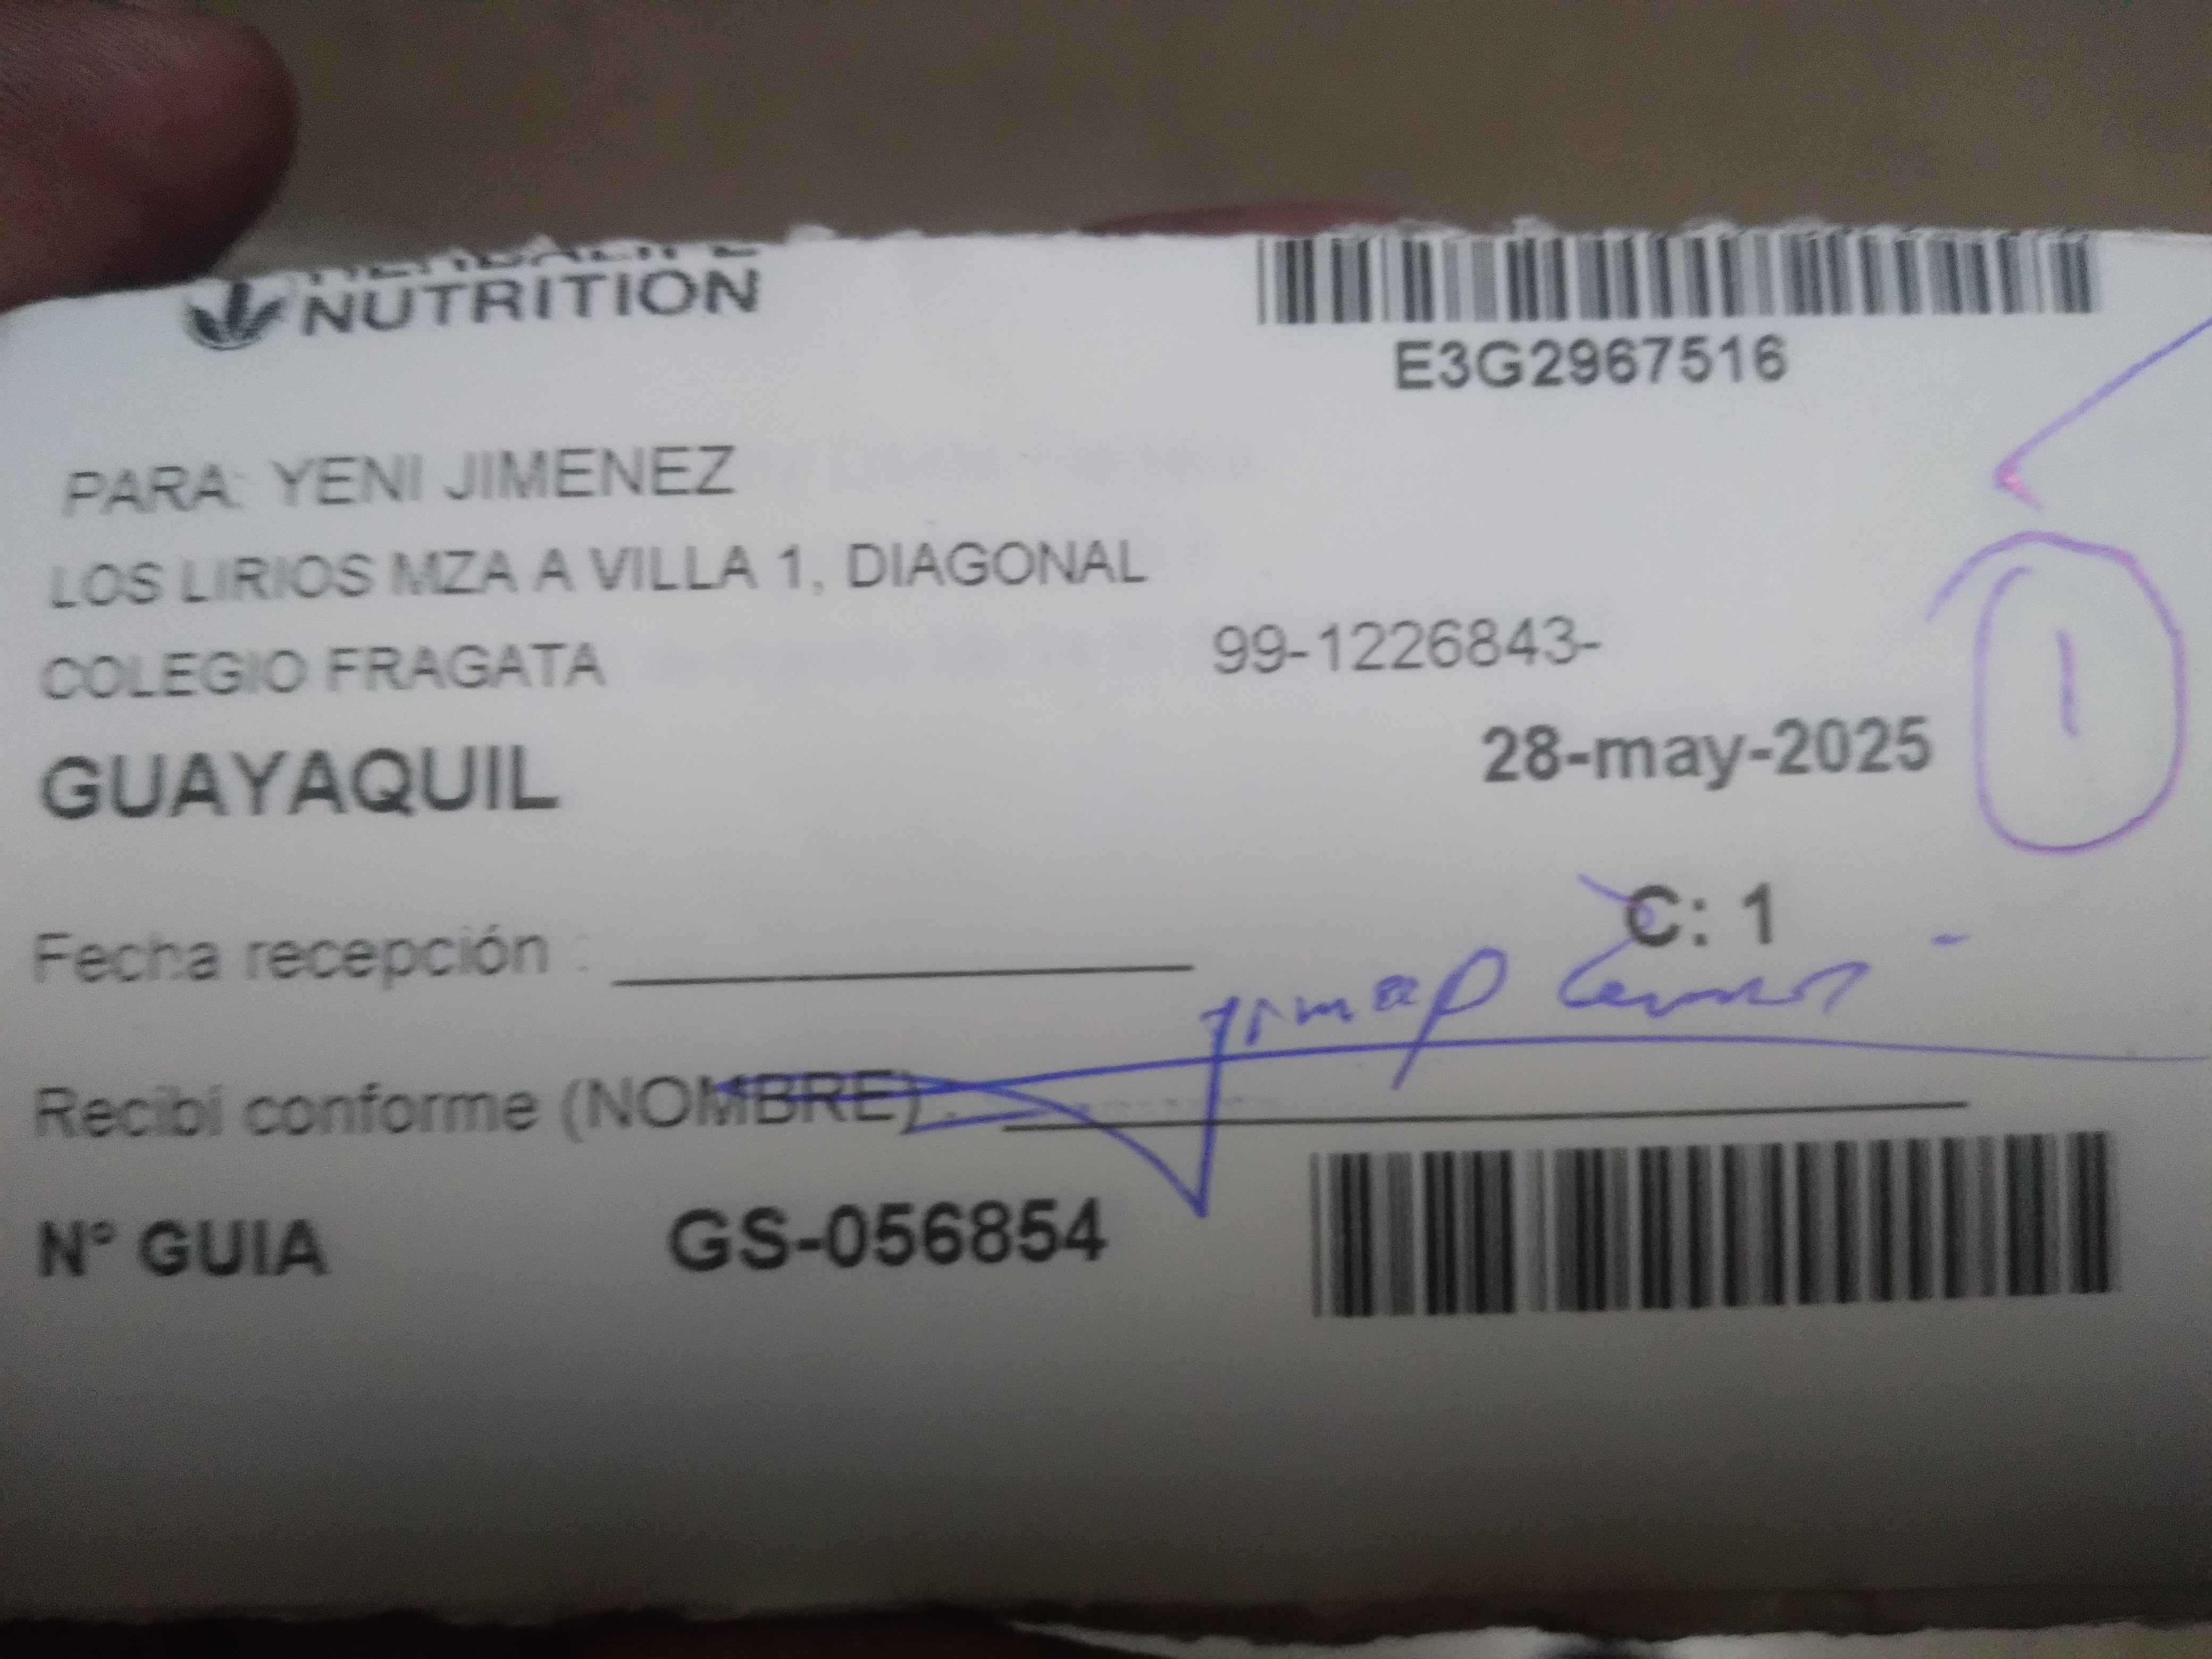 NUTRITION
E3G2967516
PARA: YENI JIMENEZ
LOS LIRIOS MZA A VILLA 1, DIAGONAL
COLEGIO FRAGATA
99-1226843-
GUAYAQUIL
28-may-2025
1
C: 1
Fecha recepción :
Recibí conforme (NOMBRE)
N° GUIA GS-056854